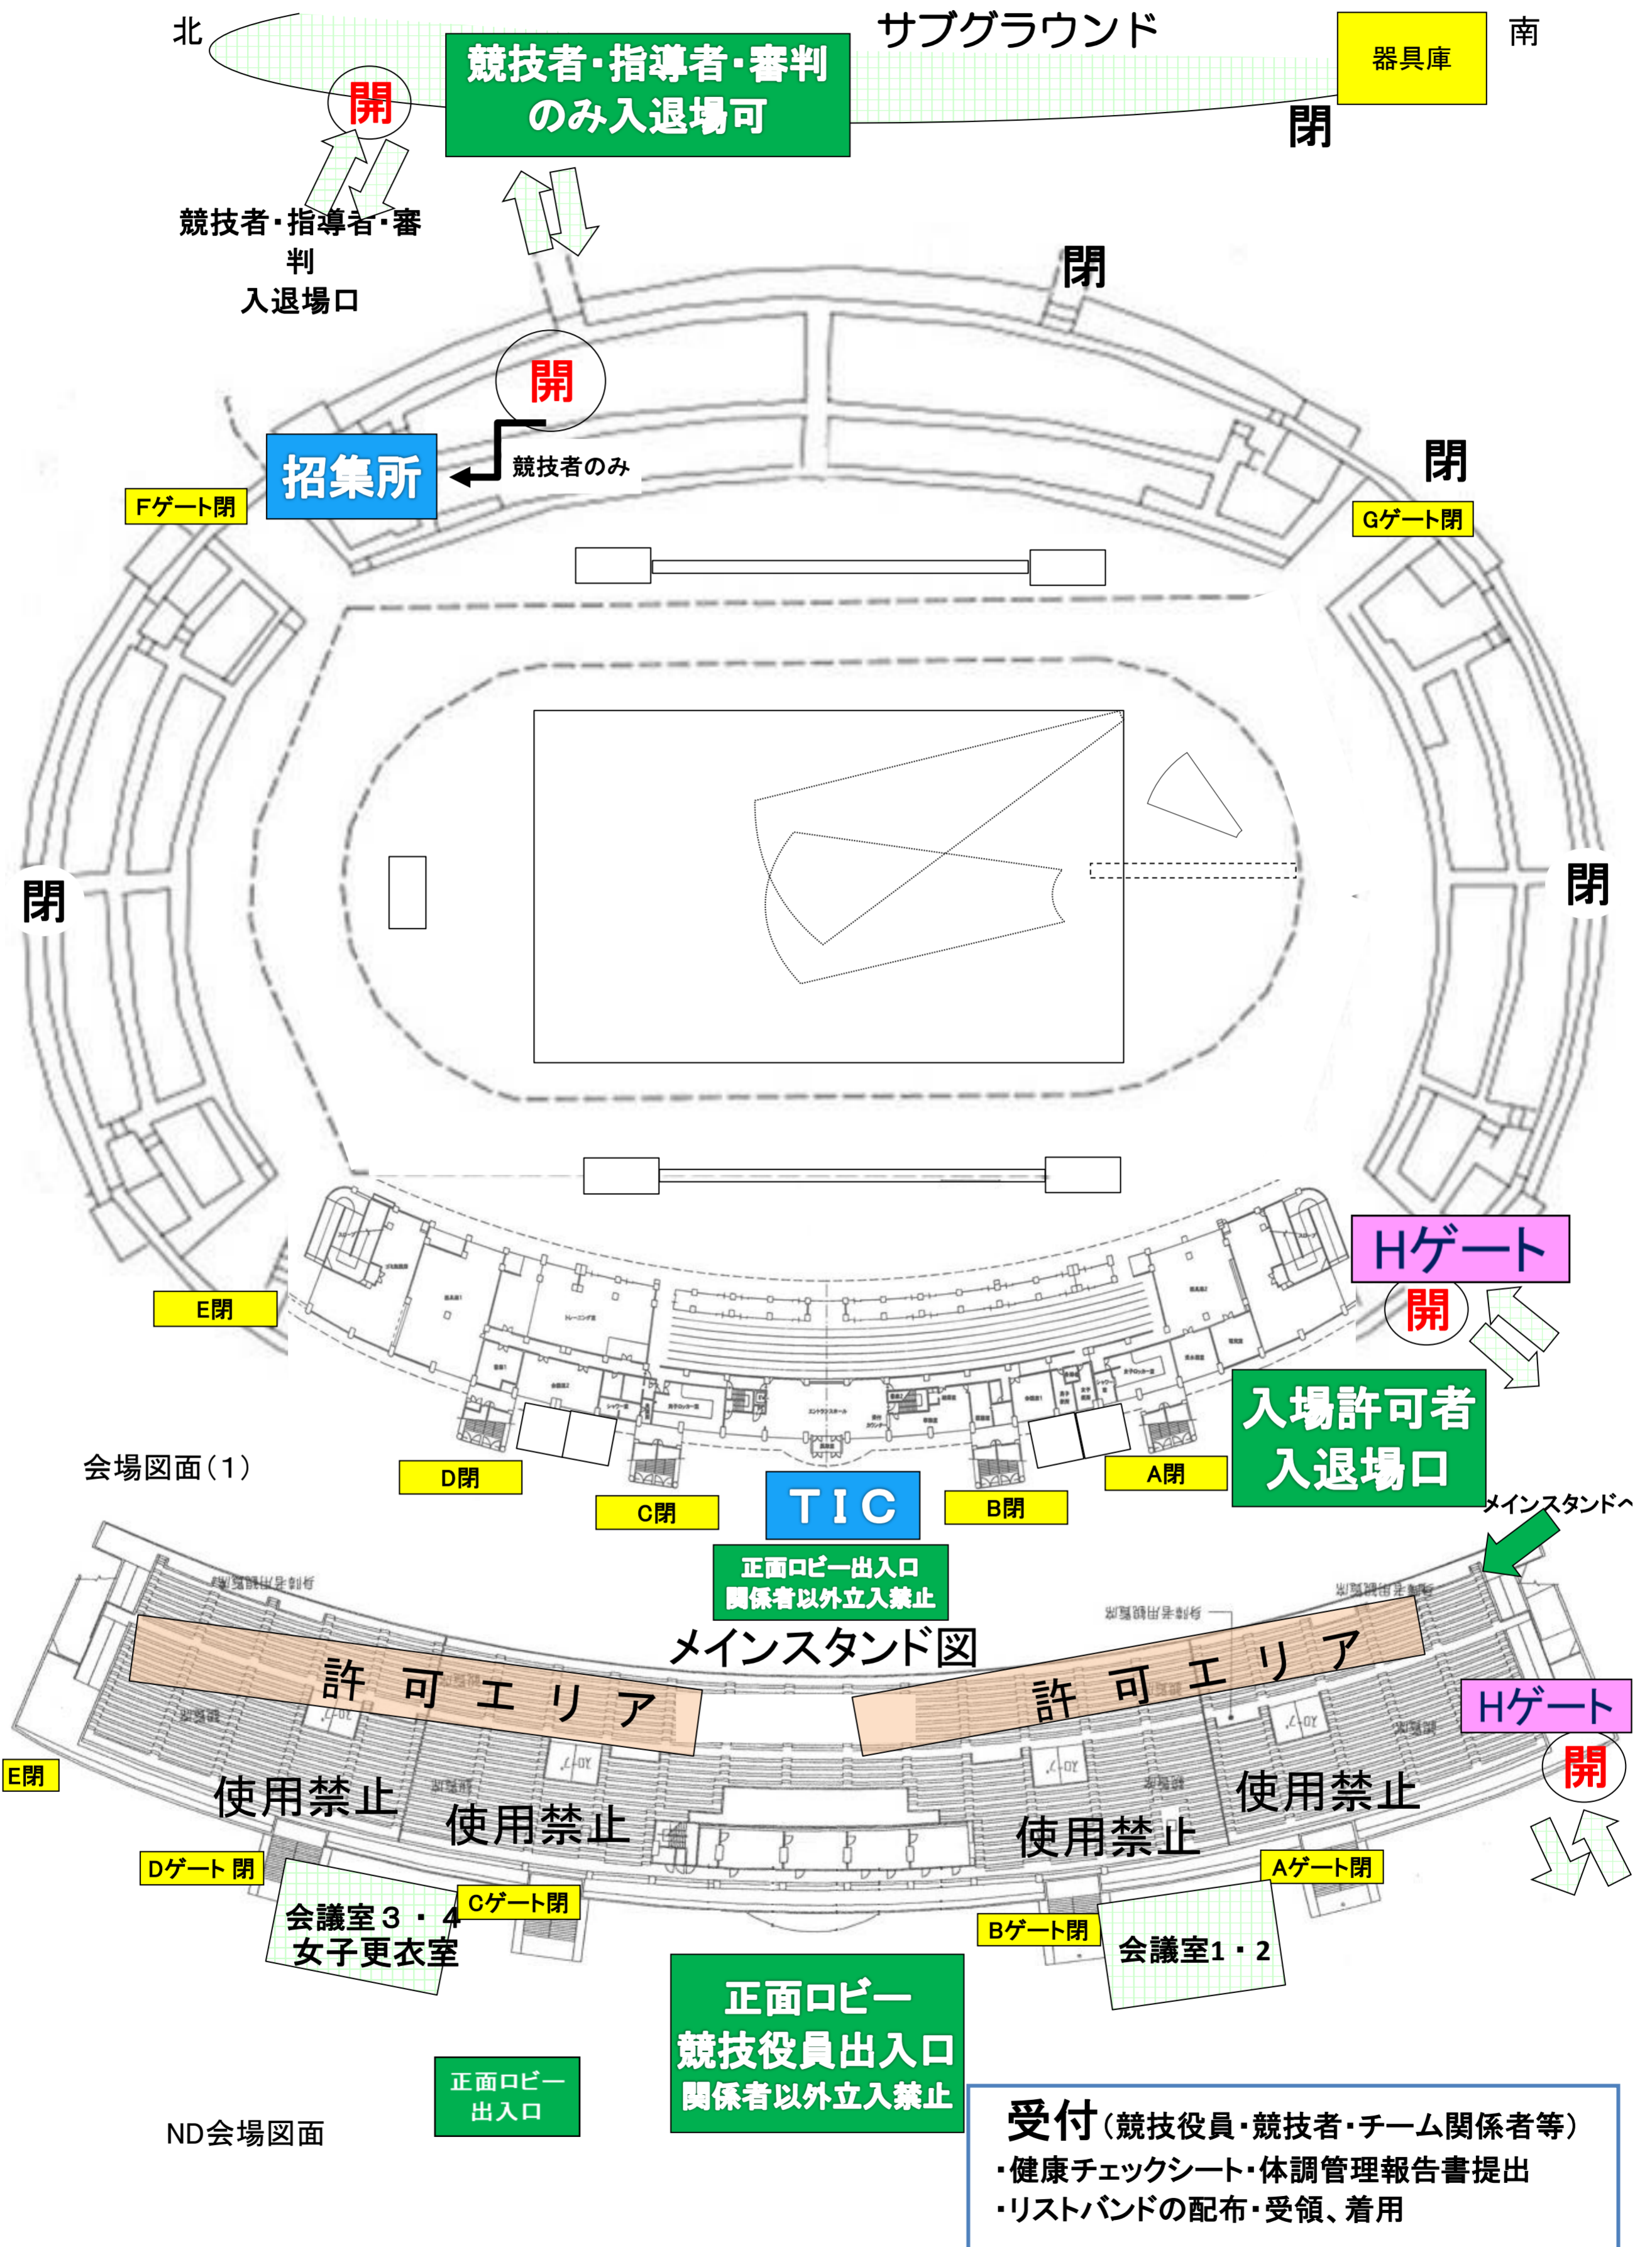 北
サブグラウンド
器具庫
南
競技者・指導者・審判
のみ入退場可
開
閉
競技者・指導者・審
判
入退場口
閉
開
競技者のみ
招集所
閉
Fゲート閉
Gゲート閉
閉
閉
Hゲート
開
E閉
入場許可者
入退場口
会場図面(1)
D閉
C閉
TIC
B閉
A閉
メインスタンドへ
正面ロビー出入口
関係者以外立入禁止
メインスタンド図
許可エリア
許可エリア
Hゲート
開
E閉
使用禁止
使用禁止
使用禁止
使用禁止
Dゲート閉
Cゲート閉
Bゲート閉
Aゲート閉
会議室3・4
女子更衣室
会議室1・2
正面ロビー
競技役員出入口
関係者以外立入禁止
正面ロビー
出入口
ND会場図面
受付(競技役員・競技者・チーム関係者等)
・健康チェックシート・体調管理報告書提出
・リストバンドの配布・受領、着用